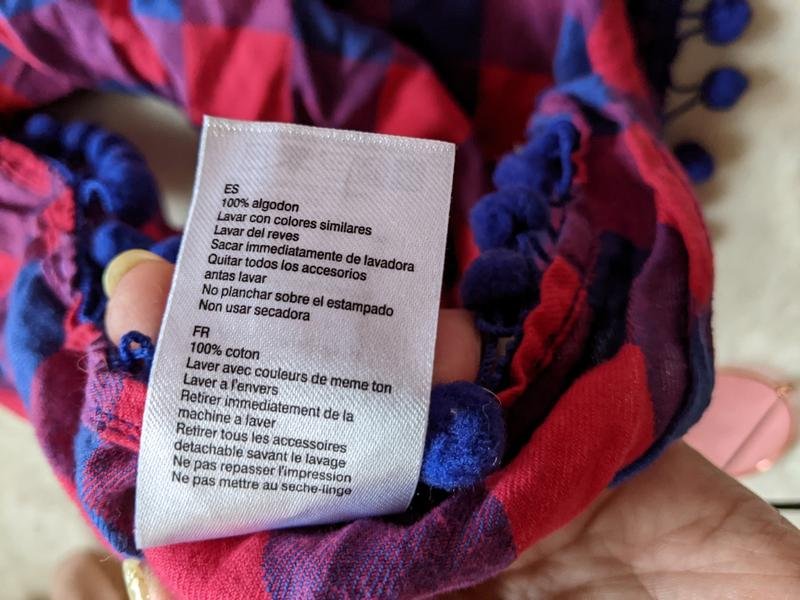 ES
100% algodon
Lavar con colores similares
Lavar del reves
Sacar immediatamente de lavadora
Quitar todos los accesorios
antas lavar
No planchar sobre el estampado
Non usar secadora
FR
100% coton
Laver avec couleurs de meme ton
Laver a l'envers
Retirer immediatement de la
machine a laver
Retirer tous les accessoires
detachable savant le lavage
Ne pas repasser l'impression
Ne pas mettre au seche-linge